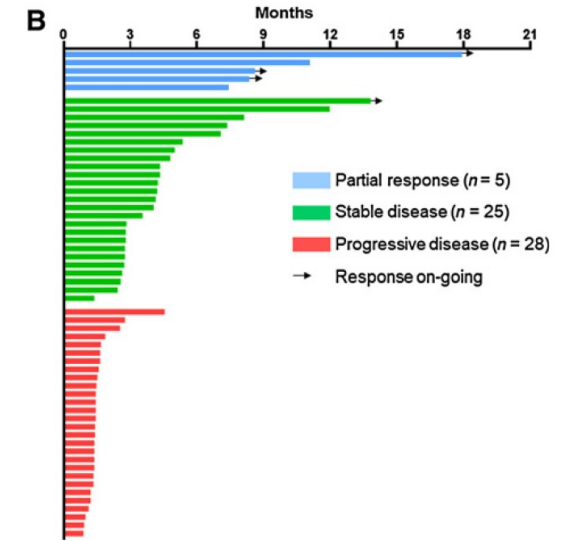 B
Months
0 3 6 9 12 15 18 21
Partial response (n = 5)
Stable disease (n = 25)
Progressive disease (n = 28)
Response on-going